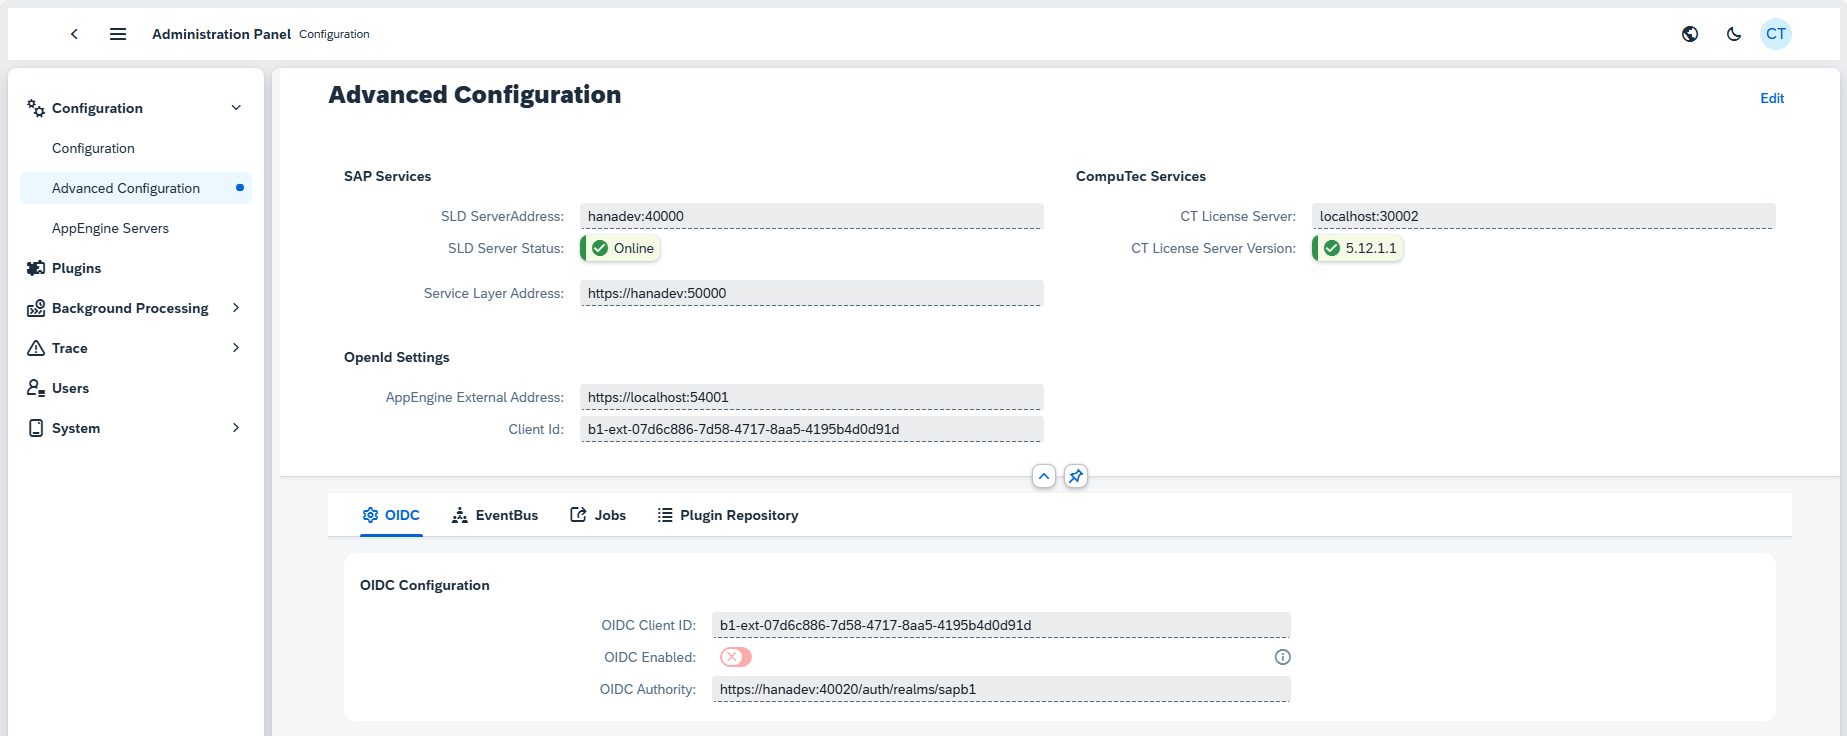 Administration Panel Configuration
CT
Configuration
Configuration
Advanced Configuration
AppEngine Servers
Plugins
Background Processing
Trace
Users
System
Advanced Configuration
Edit
SAP Services
SLD ServerAddress: hanadev:40000
SLD Server Status: Online
Service Layer Address: https://hanadev:50000
CompuTec Services
CT License Server: localhost:30002
CT License Server Version: 5.12.1.1
OpenId Settings
AppEngine External Address: https://localhost:54001
Client Id: b1-ext-07d6c886-7d58-4717-8aa5-4195b4d0d91d
OIDC EventBus Jobs Plugin Repository
OIDC Configuration
OIDC Client ID: b1-ext-07d6c886-7d58-4717-8aa5-4195b4d0d91d
OIDC Enabled:
OIDC Authority: https://hanadev:40020/auth/realms/sapb1